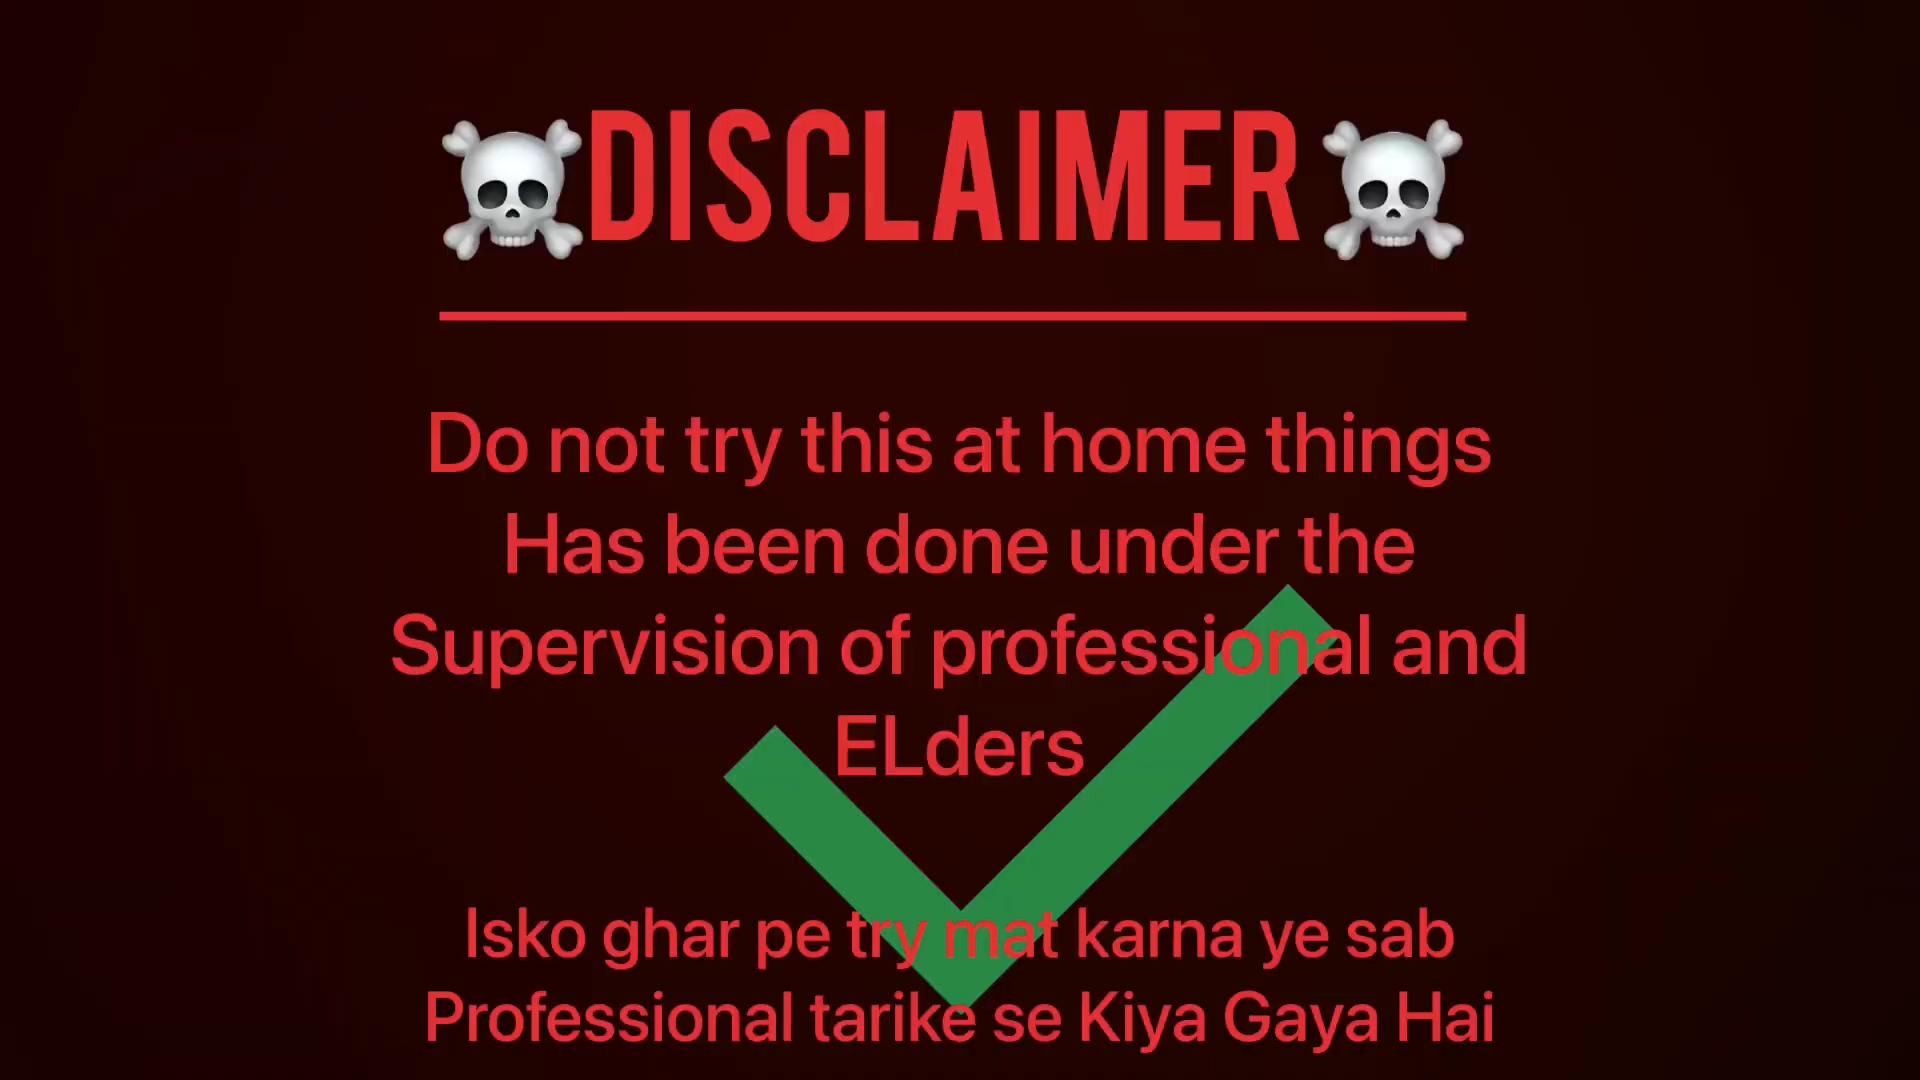 ☠️DISCLAIMER☠️
Do not try this at home things
Has been done under the
Supervision of professional and
ELders
Isko ghar pe try mat karna ye sab
Professional tarike se Kiya Gaya Hai